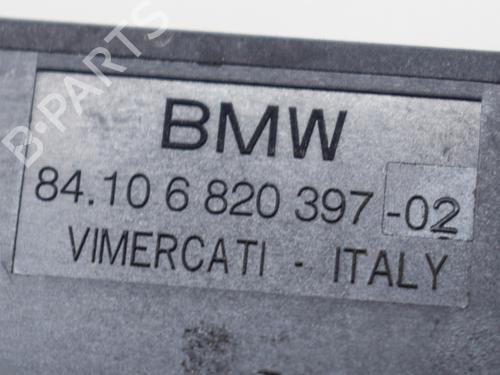 B-PARTS
BMW
84.10 6 820 397 -02
VIMERCATI - ITALY